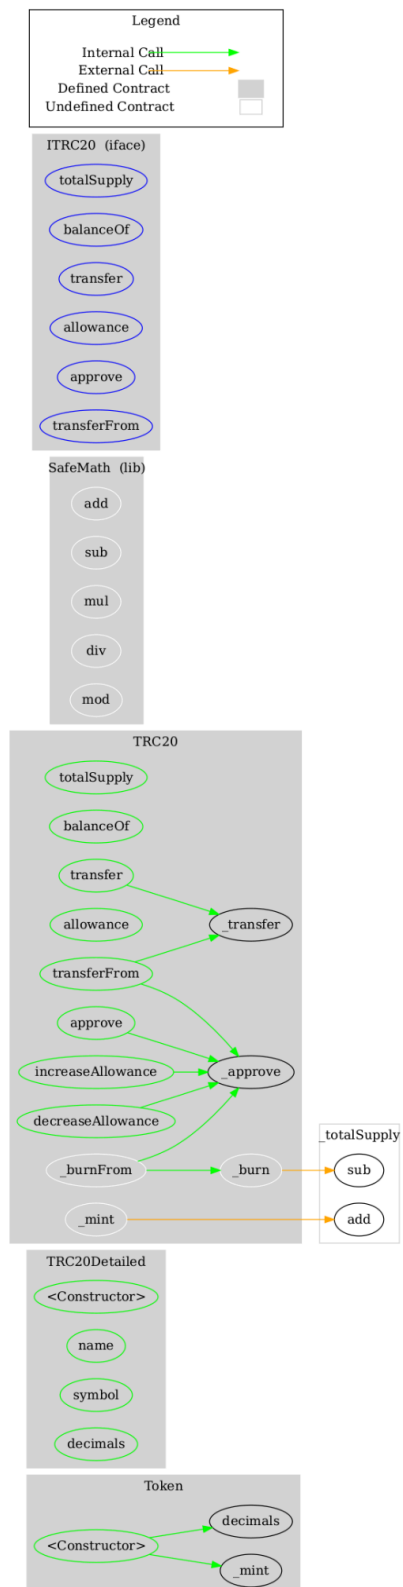 Legend
Internal Call
External Call
Defined Contract
Undefined Contract
ITRC20 (iface)
totalSupply
balanceOf
transfer
allowance
approve
transferFrom
SafeMath (lib)
add
sub
mul
div
mod
TRC20
totalSupply
balanceOf
transfer
allowance
_transfer
transferFrom
approve
increaseAllowance
_approve
decreaseAllowance
_totalSupply
_burnFrom
_burn
sub
_mint
add
TRC20Detailed
<Constructor>
name
symbol
decimals
Token
decimals
<Constructor>
_mint